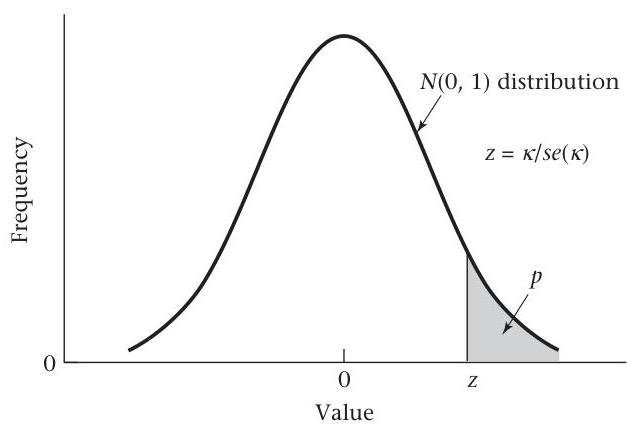 N(0, 1) distribution
z = κ/se(κ)
Frequency
p
0
0
z
Value